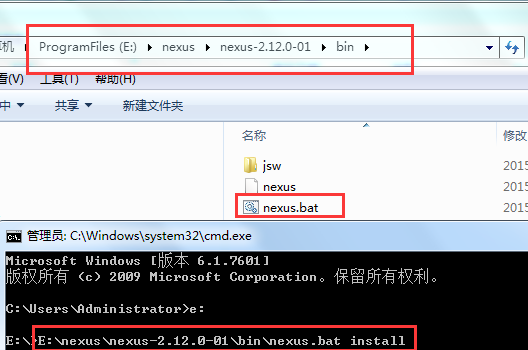 ProgramFiles (E:) nexus nexus-2.12.0-01 bin
看(V) 工具(T) 帮助(H)
中 共享 新建文件夹
名称 修改
jsw 2015
nexus 2015
nexus.bat 2015
管理员: C:\Windows\system32\cmd.exe
Microsoft Windows [版本 6.1.7601]
版权所有 (c) 2009 Microsoft Corporation。保留所有权利。
C:\Users\Administrator>e:
E:\>E:\nexus\nexus-2.12.0-01\bin\nexus.bat install